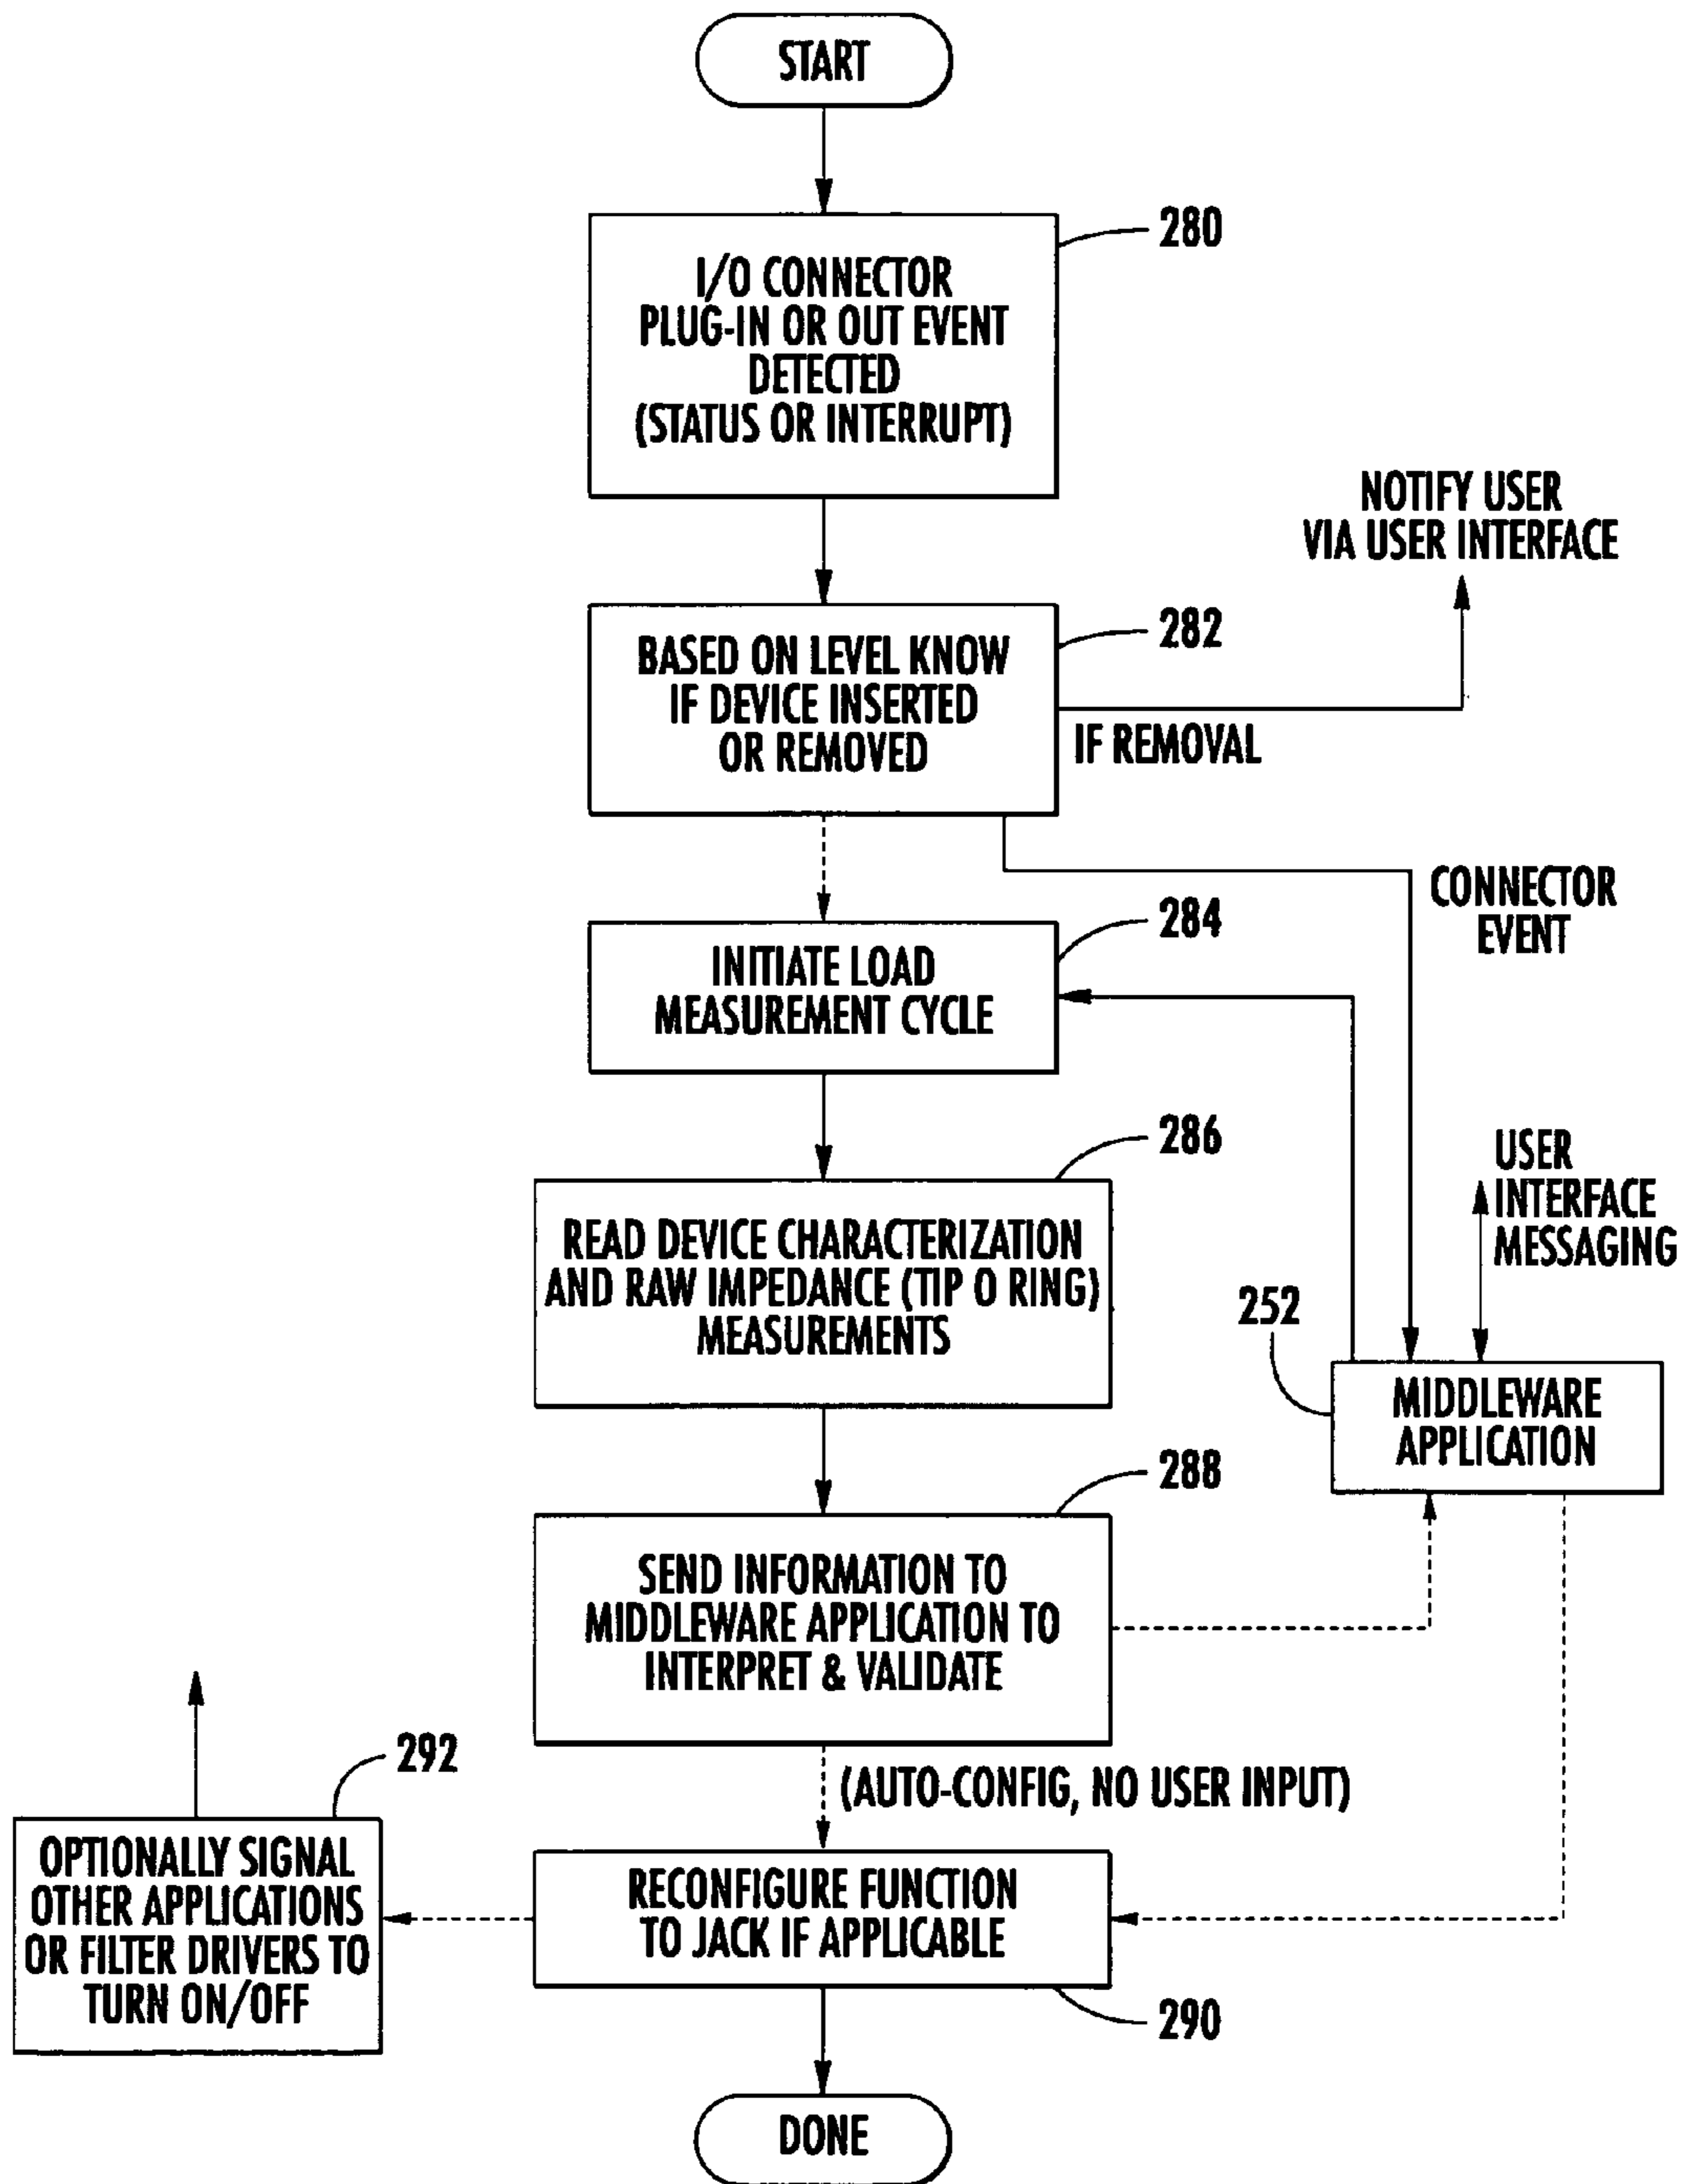 START
280
I/O CONNECTOR
PLUG-IN OR OUT EVENT
DETECTED
(STATUS OR INTERRUPT)
NOTIFY USER
VIA USER INTERFACE
282
BASED ON LEVEL KNOW
IF DEVICE INSERTED
OR REMOVED
IF REMOVAL
CONNECTOR
EVENT
284
INITIATE LOAD
MEASUREMENT CYCLE
286
READ DEVICE CHARACTERIZATION
AND RAW IMPEDANCE (TIP O RING)
MEASUREMENTS
USER
INTERFACE
MESSAGING
252
MIDDLEWARE
APPLICATION
288
SEND INFORMATION TO
MIDDLEWARE APPLICATION TO
INTERPRET & VALIDATE
(AUTO-CONFIG, NO USER INPUT)
292
OPTIONALLY SIGNAL
OTHER APPLICATIONS
OR FILTER DRIVERS TO
TURN ON/OFF
RECONFIGURE FUNCTION
TO JACK IF APPLICABLE
290
DONE